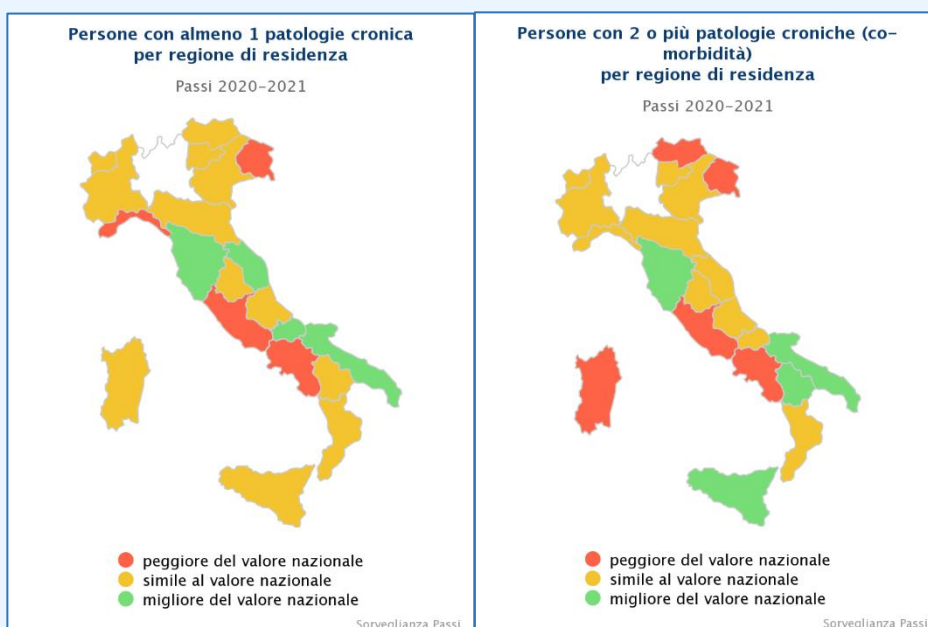 Persone con almeno 1 patologie cronica
per regione di residenza
Passi 2020-2021
peggiore del valore nazionale
simile al valore nazionale
migliore del valore nazionale
Sorveglianza Passi
Persone con 2 o più patologie croniche (co-
morbidità)
per regione di residenza
Passi 2020-2021
peggiore del valore nazionale
simile al valore nazionale
migliore del valore nazionale
Sorveglianza Passi